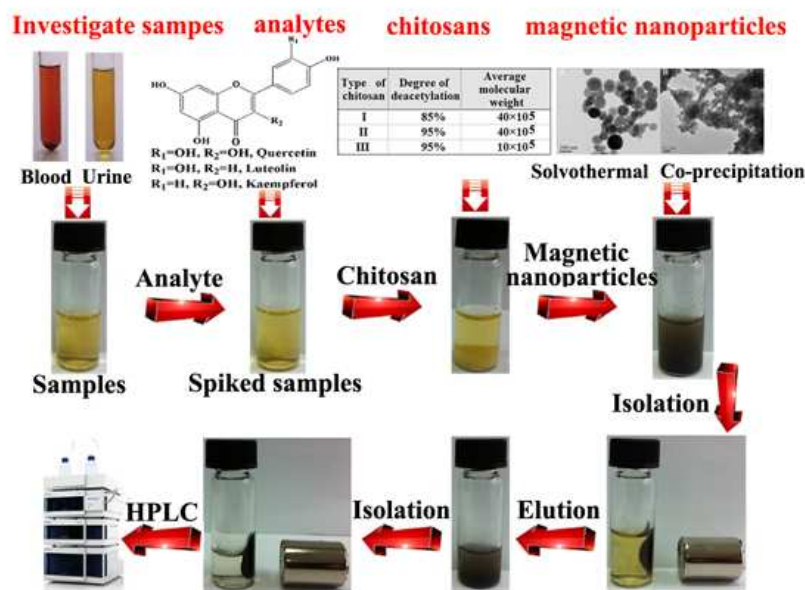 Investigate sampes analytes chitosans magnetic nanoparticles
Blood Urine
HO
O
R1
OH
R2
OH
O
R1=OH, R2=OH, Quercetin
R1=OH, R2=H, Luteolin
R1=H, R2=OH, Kaempferol
Type of chitosan Degree of deacetylation Average molecular weight
I 85% 40×10⁵
II 95% 40×10⁵
III 95% 10×10⁵
Solvothermal Co-precipitation
Analyte
Chitosan
Magnetic
nanoparticles
Samples
Spiked samples
Isolation
HPLC
Isolation
Elution